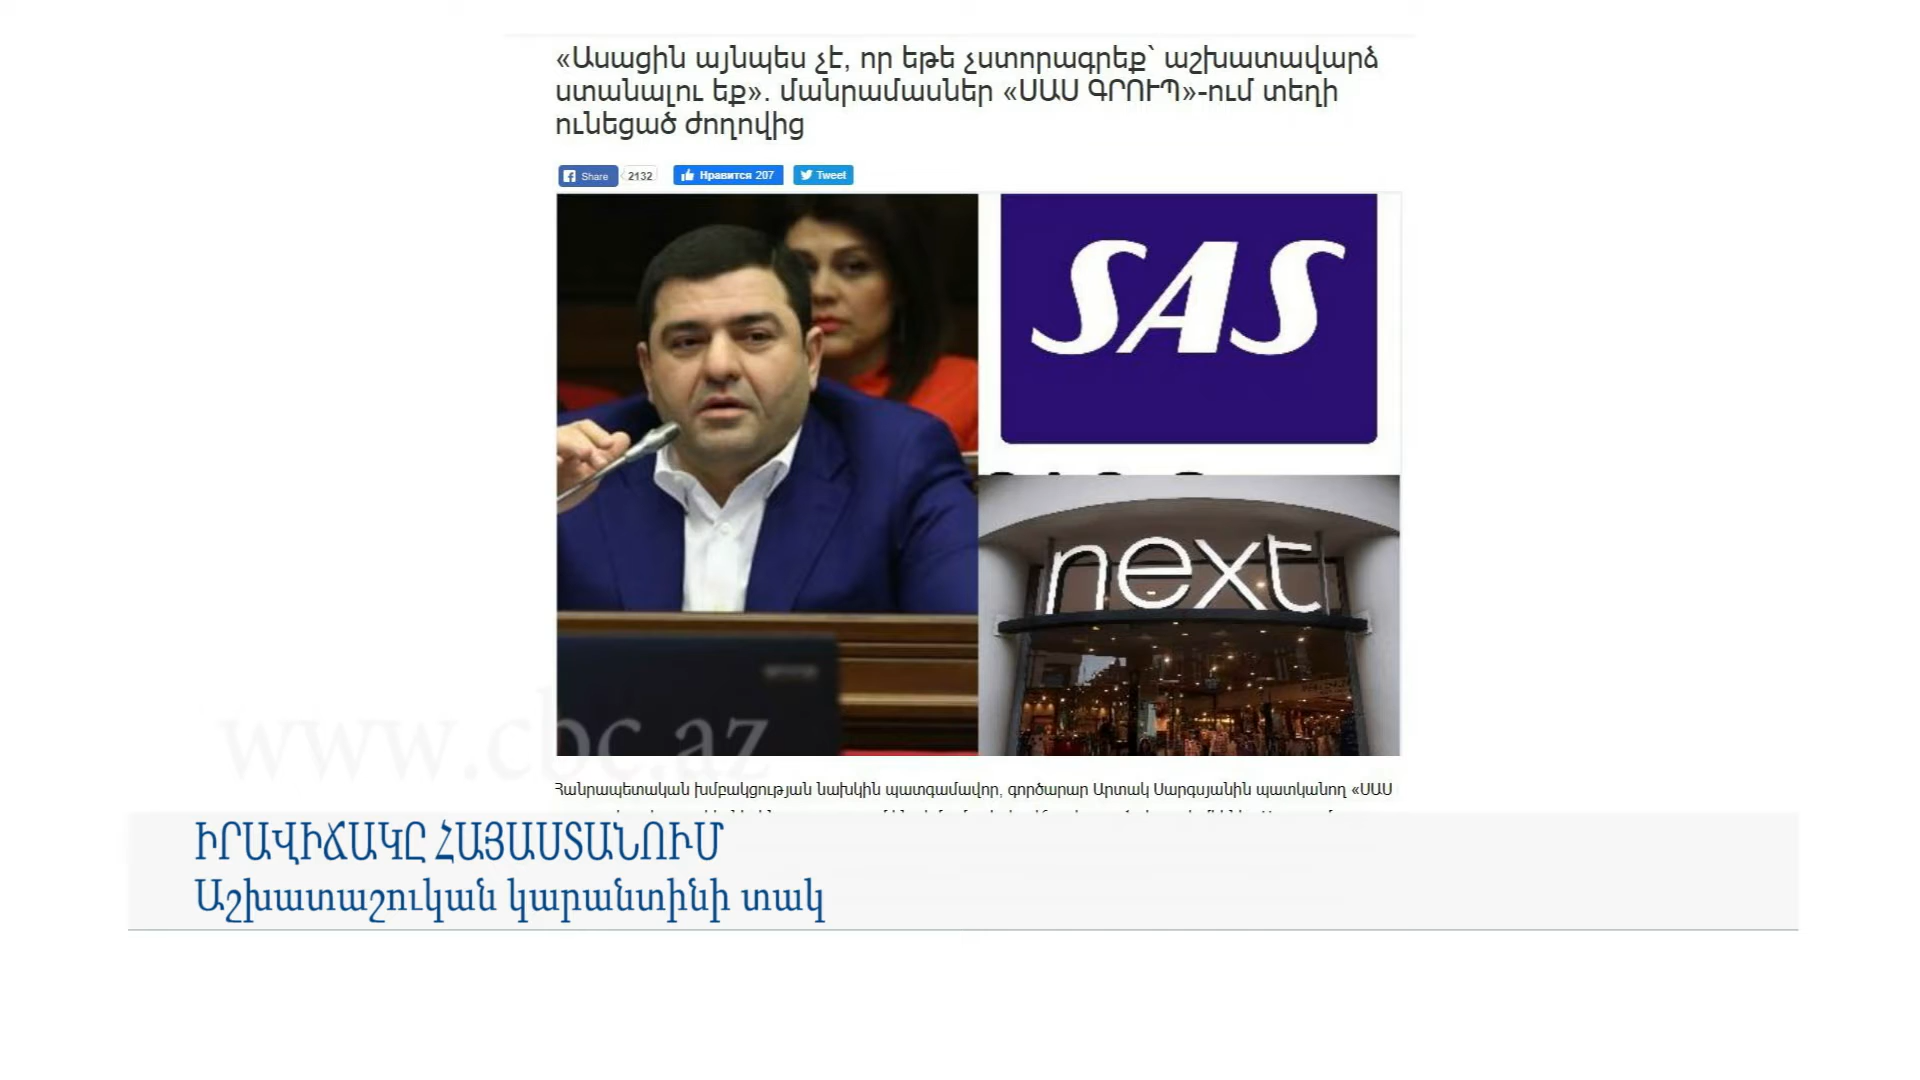 «Ասացին այնպես չէ, որ եթե չստորագրեք՝ աշխատավարձ
ստանալու եք». մանրամասներ «ՍԱՍ ԳՐՈՒՊ»-ում տեղի
ունեցած ժողովից
Share 2132 Нравится 207 Tweet
SAS
next
www.cbc.az
Հանրապետական խմբակցության նախկին պատգամավոր, գործարար Արտակ Սարգսյանին պատկանող «ՍԱՍ
ԻՐԱՎԻՃԱԿԸ ՀԱՅԱՍՏԱՆՈՒՄ
Աշխատաշուկան կարանտինի տակ